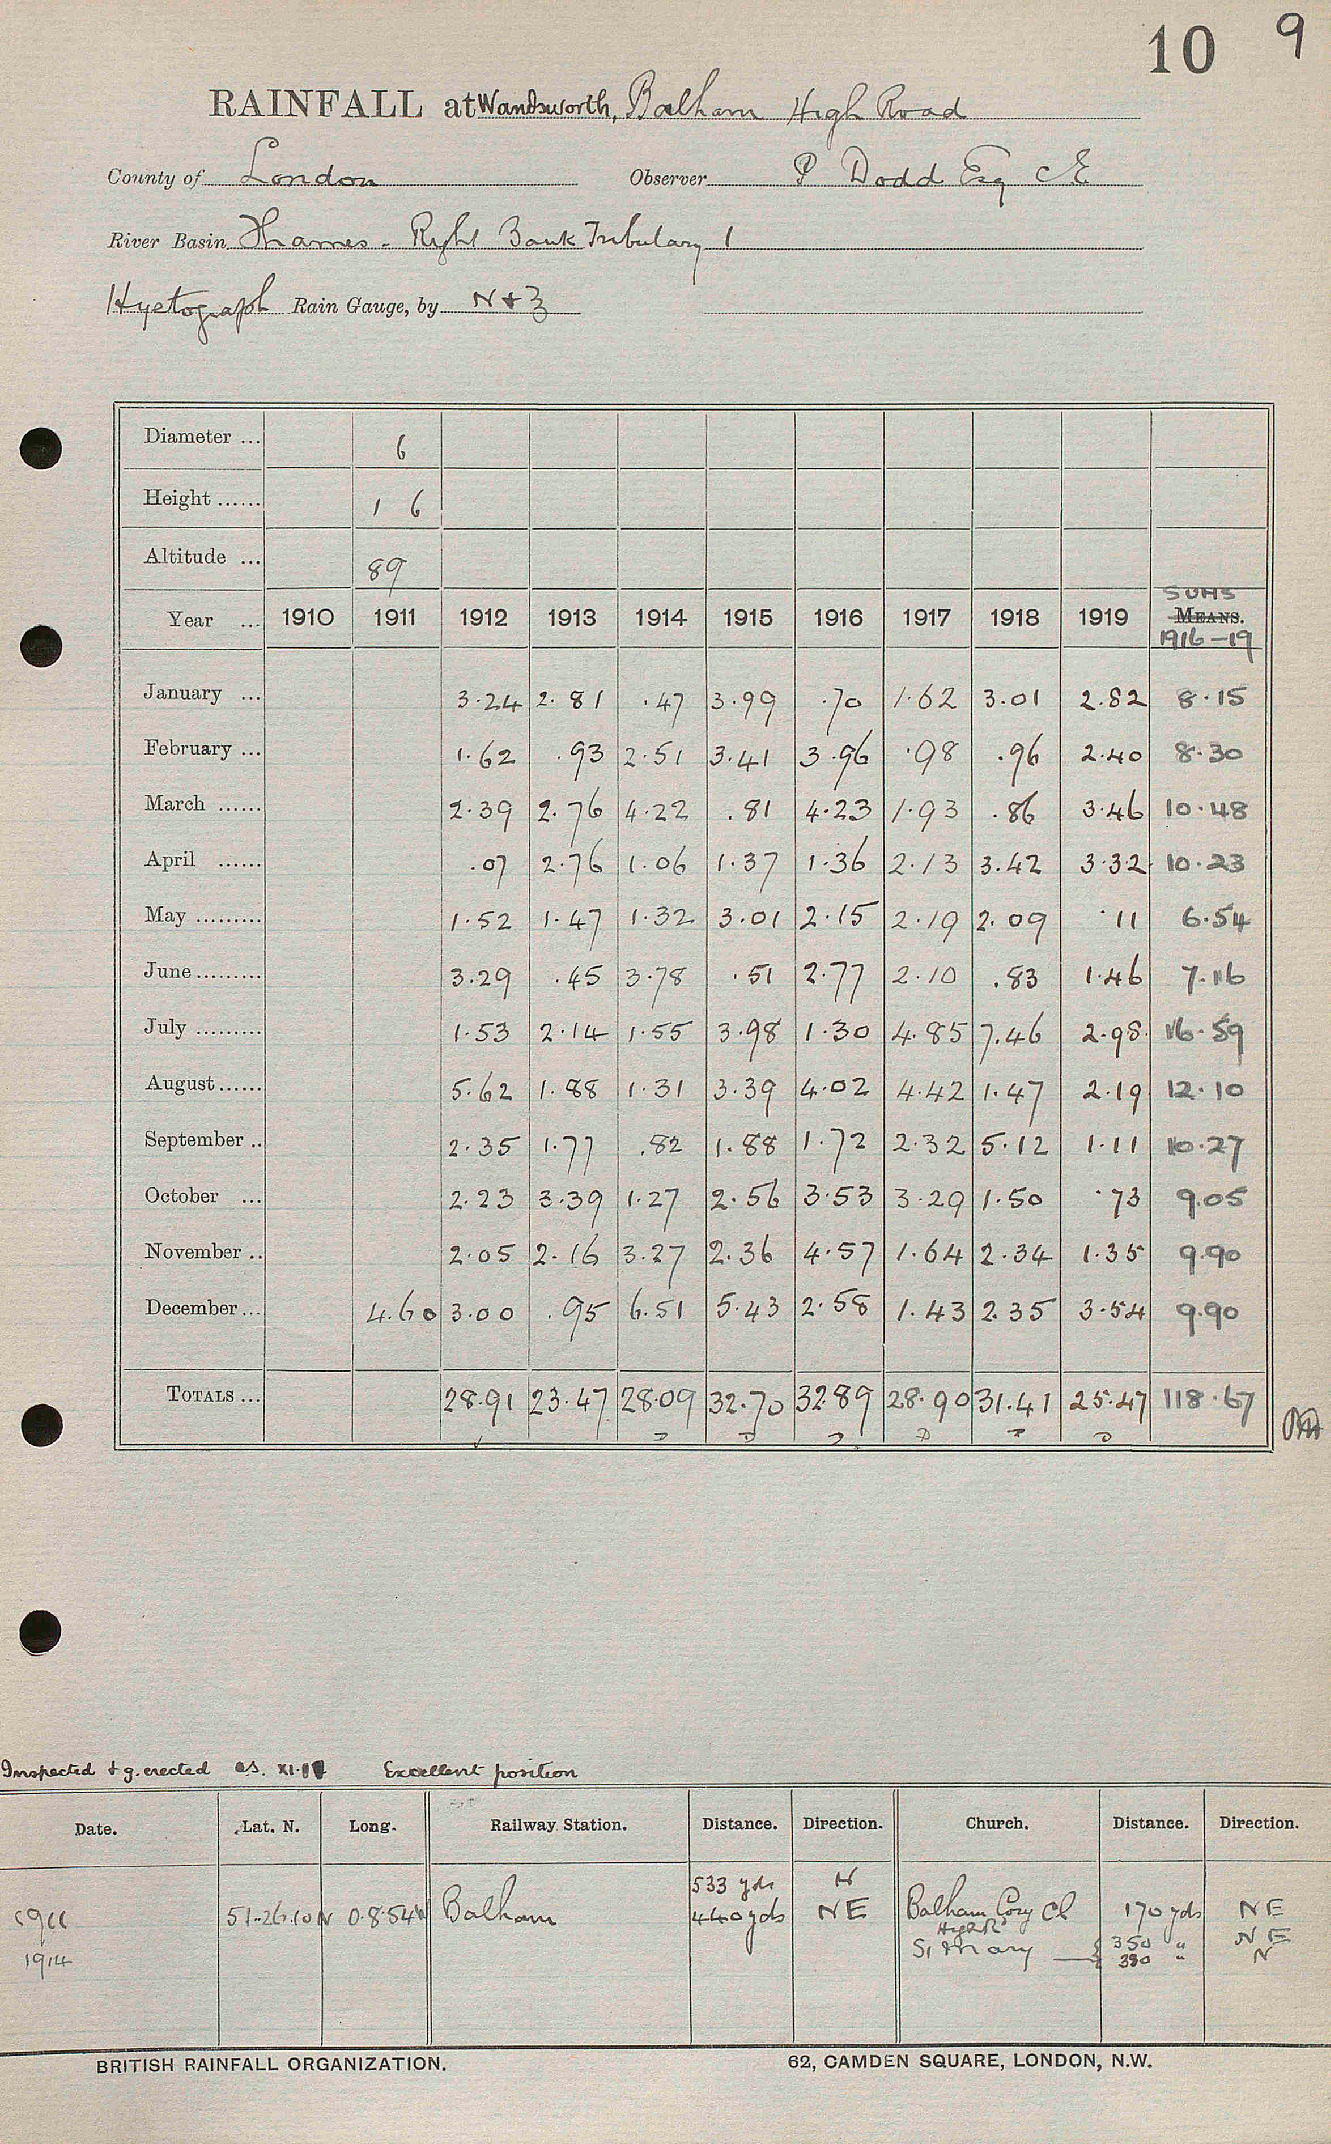 10 9
RAINFALL at Wandsworth, Balham High Road
County of London Observer P Dodd Esq CE
River Basin Thames - Right Bank Tributary 1
Hyetograph Rain Gauge, by N & Z
Diameter ... 6
Height ...... 1 6
Altitude ... 89
SUMS
Year ... 1910 1911 1912 1913 1914 1915 1916 1917 1918 1919 MEANS.
1916-19
January ... 3.24 2.81 .47 3.99 .70 1.62 3.01 2.82 8.15
February ... 1.62 .93 2.51 3.41 3.96 .98 .96 2.40 8.30
March ...... 2.39 2.76 4.22 .81 4.23 1.93 .86 3.46 10.48
April ...... .07 2.76 1.06 1.37 1.36 2.13 3.42 3.32 10.23
May ......... 1.52 1.47 1.32 3.01 2.15 2.19 2.09 .11 6.54
June ......... 3.29 .45 3.78 .51 2.77 2.10 .83 1.46 7.16
July ......... 1.53 2.14 1.55 3.98 1.30 4.85 7.46 2.98 16.59
August ...... 5.62 1.88 1.31 3.39 4.02 4.42 1.47 2.19 12.10
September .. 2.35 1.77 .82 1.88 1.72 2.32 5.12 1.11 10.27
October ... 2.23 3.39 1.27 2.56 3.53 3.29 1.50 .73 9.05
November .. 2.05 2.16 3.27 2.36 4.57 1.64 2.34 1.35 9.90
December ... 4.60 3.00 .95 6.51 5.43 2.58 1.43 2.35 3.54 9.90
TOTALS ... 28.91 23.47 28.09 32.70 32.89 28.90 31.41 25.47 118.67
Inspected & g. erected XI. Excellent position
Date. Lat. N. Long. Railway Station. Distance. Direction. Church. Distance. Direction.
533 yds N
1911 51.26.10N 0.8.54W Balham 440yds NE Balham Cong Ch 170 yds NE
High Rd
1914 St Mary 350 " NE
330 " N
BRITISH RAINFALL ORGANIZATION. 62, CAMDEN SQUARE, LONDON, N.W.